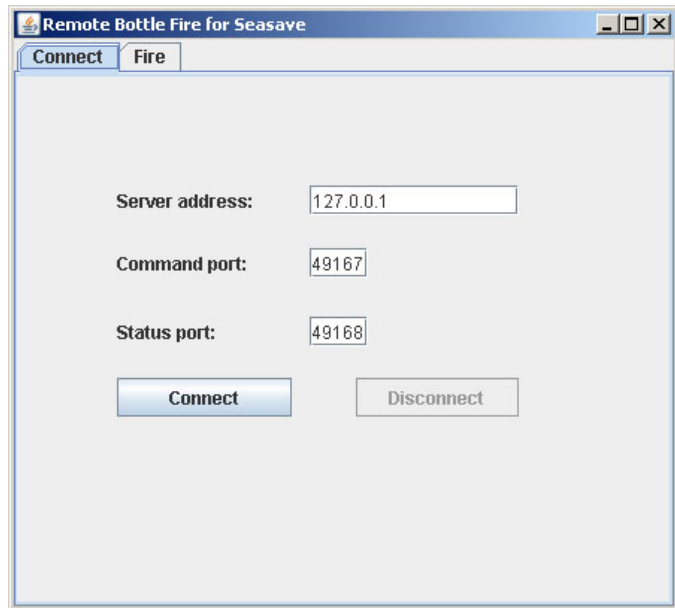 Remote Bottle Fire for Seasave
Connect Fire
Server address: 127.0.0.1
Command port: 49167
Status port: 49168
Connect Disconnect